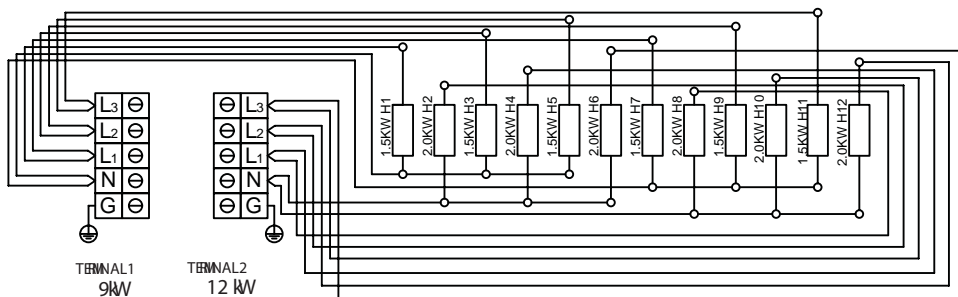 L3
L2
L1
N
G
L3
L2
L1
N
G
1.5KW H1
2.0KW H2
1.5KW H3
2.0KW H4
1.5KW H5
2.0KW H6
1.5KW H7
2.0KW H8
1.5KW H9
2.0KW H10
1.5KW H11
2.0KW H12
TERMINAL1
9kW
TERMINAL2
12 kW